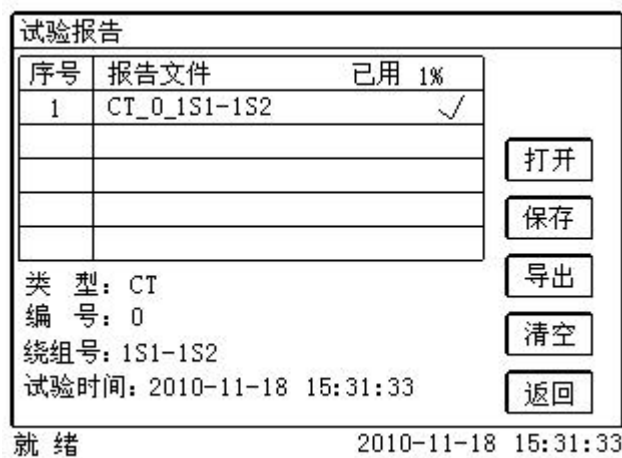 试验报告
序号 报告文件 已用 1%
1 CT_0_1S1-1S2 ✓
打开
保存
导出
清空
返回
类 型: CT
编 号: 0
绕组号: 1S1-1S2
试验时间: 2010-11-18 15:31:33
就 绪 2010-11-18 15:31:33